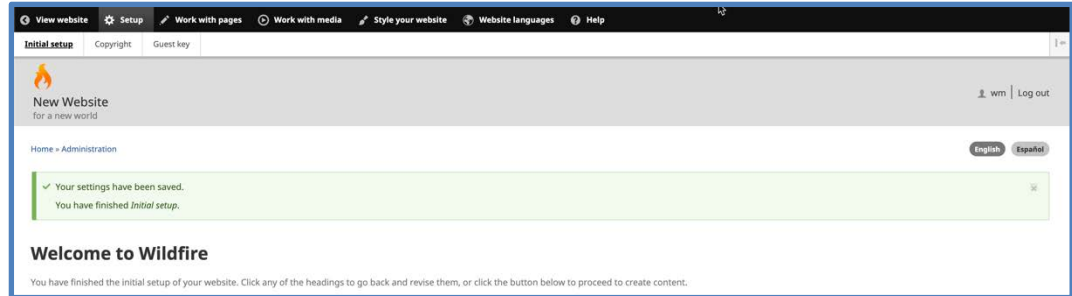 View website Setup Work with pages Work with media Style your website Website languages Help
Initial setup Copyright Guest key
New Website
for a new world
wm | Log out
Home » Administration
English Español
Your settings have been saved.
You have finished Initial setup.
Welcome to Wildfire
You have finished the initial setup of your website. Click any of the headings to go back and revise them, or click the button below to proceed to create content.